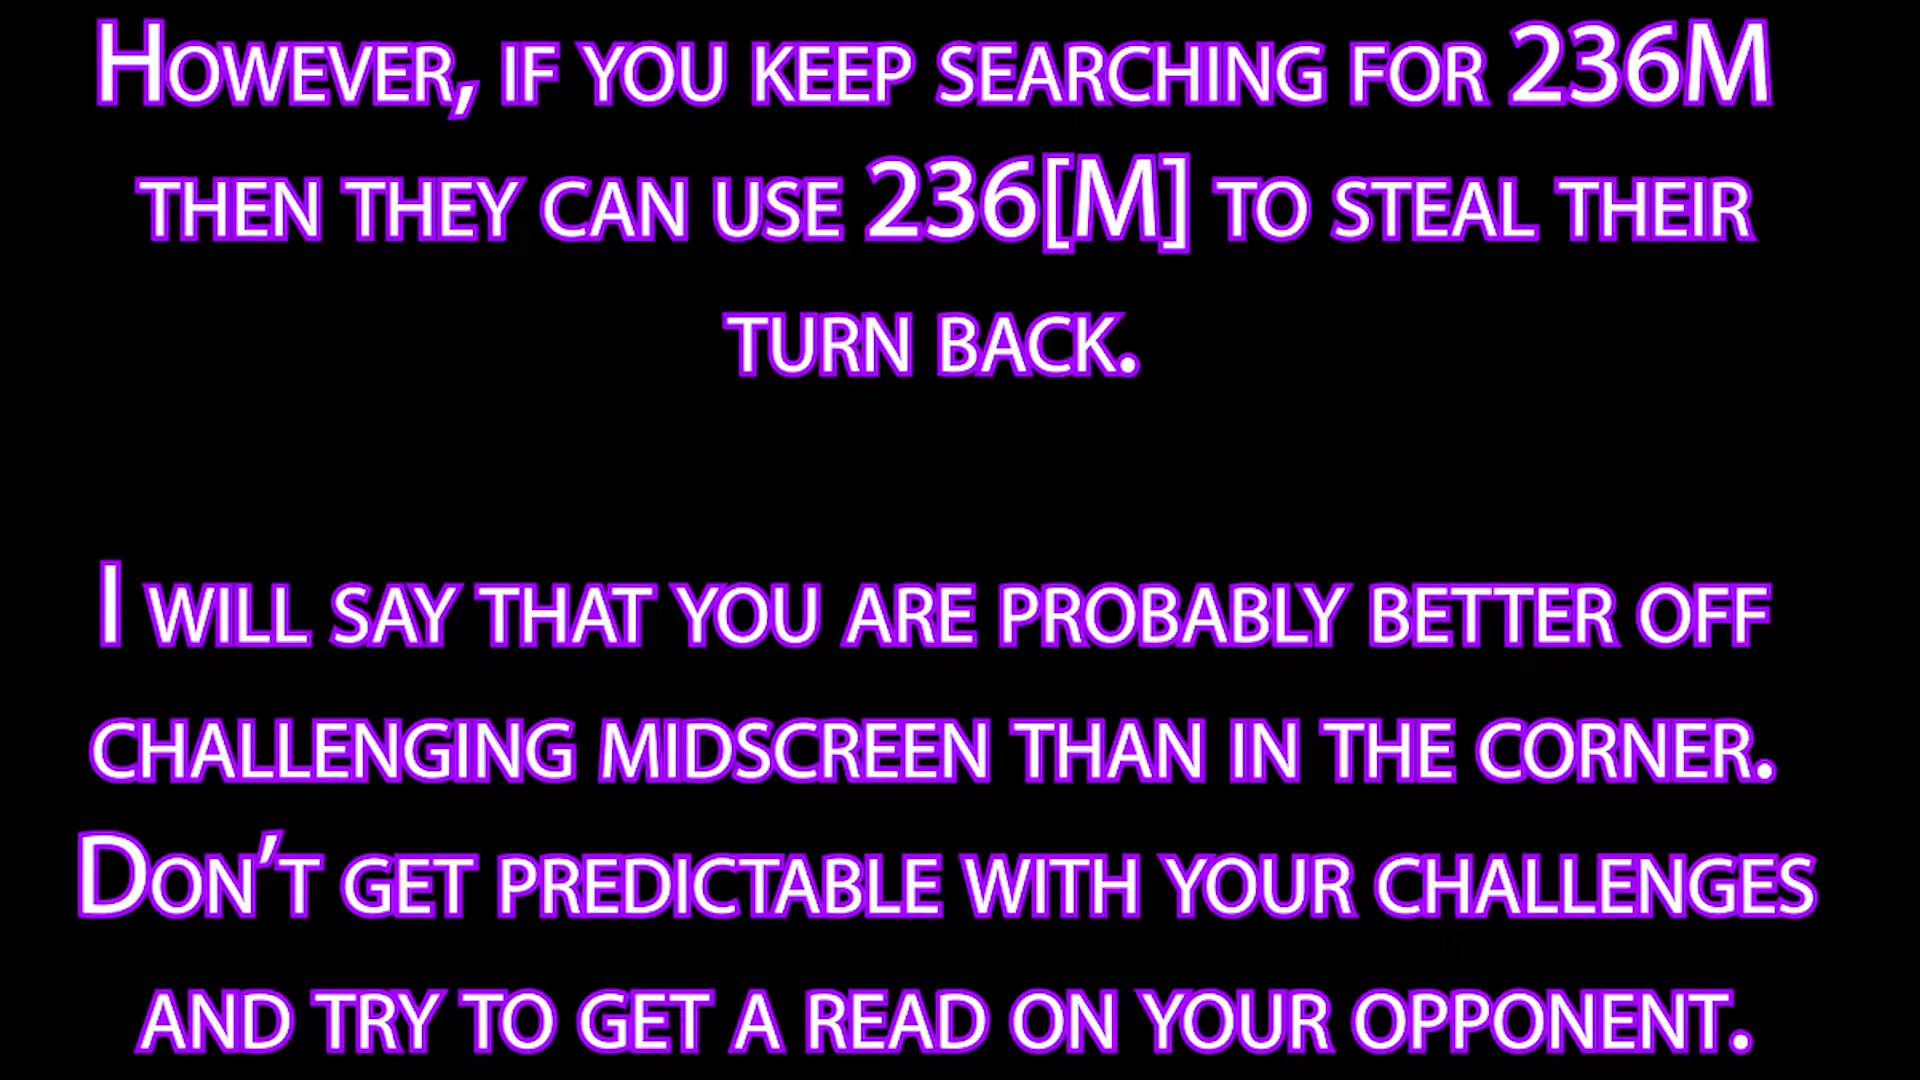 However, if you keep searching for 236M
then they can use 236[M] to steal their
turn back.
I will say that you are probably better off
challenging midscreen than in the corner.
Don't get predictable with your challenges
and try to get a read on your opponent.